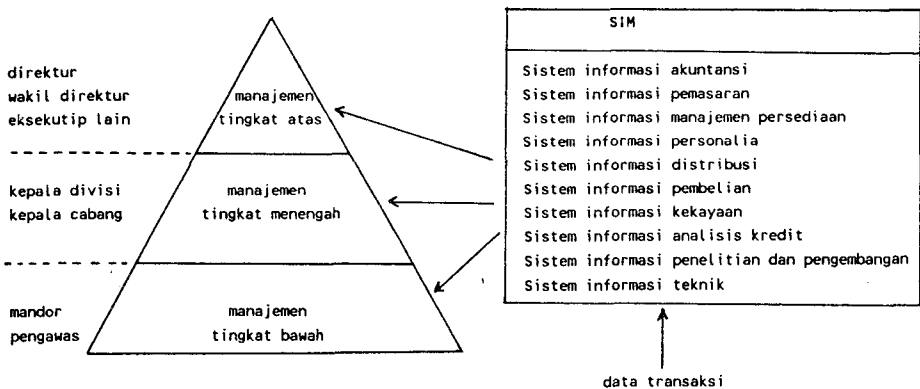 direktur
wakil direktur
eksekutip lain
manajemen
tingkat atas
kepala divisi
kepala cabang
manajemen
tingkat menengah
mandor
pengawas
manajemen
tingkat bawah
SIM
Sistem informasi akuntansi
Sistem informasi pemasaran
Sistem informasi manajemen persediaan
Sistem informasi personalia
Sistem informasi distribusi
Sistem informasi pembelian
Sistem informasi kekayaan
Sistem informasi analisis kredit
Sistem informasi penelitian dan pengembangan
Sistem informasi teknik
data transaksi